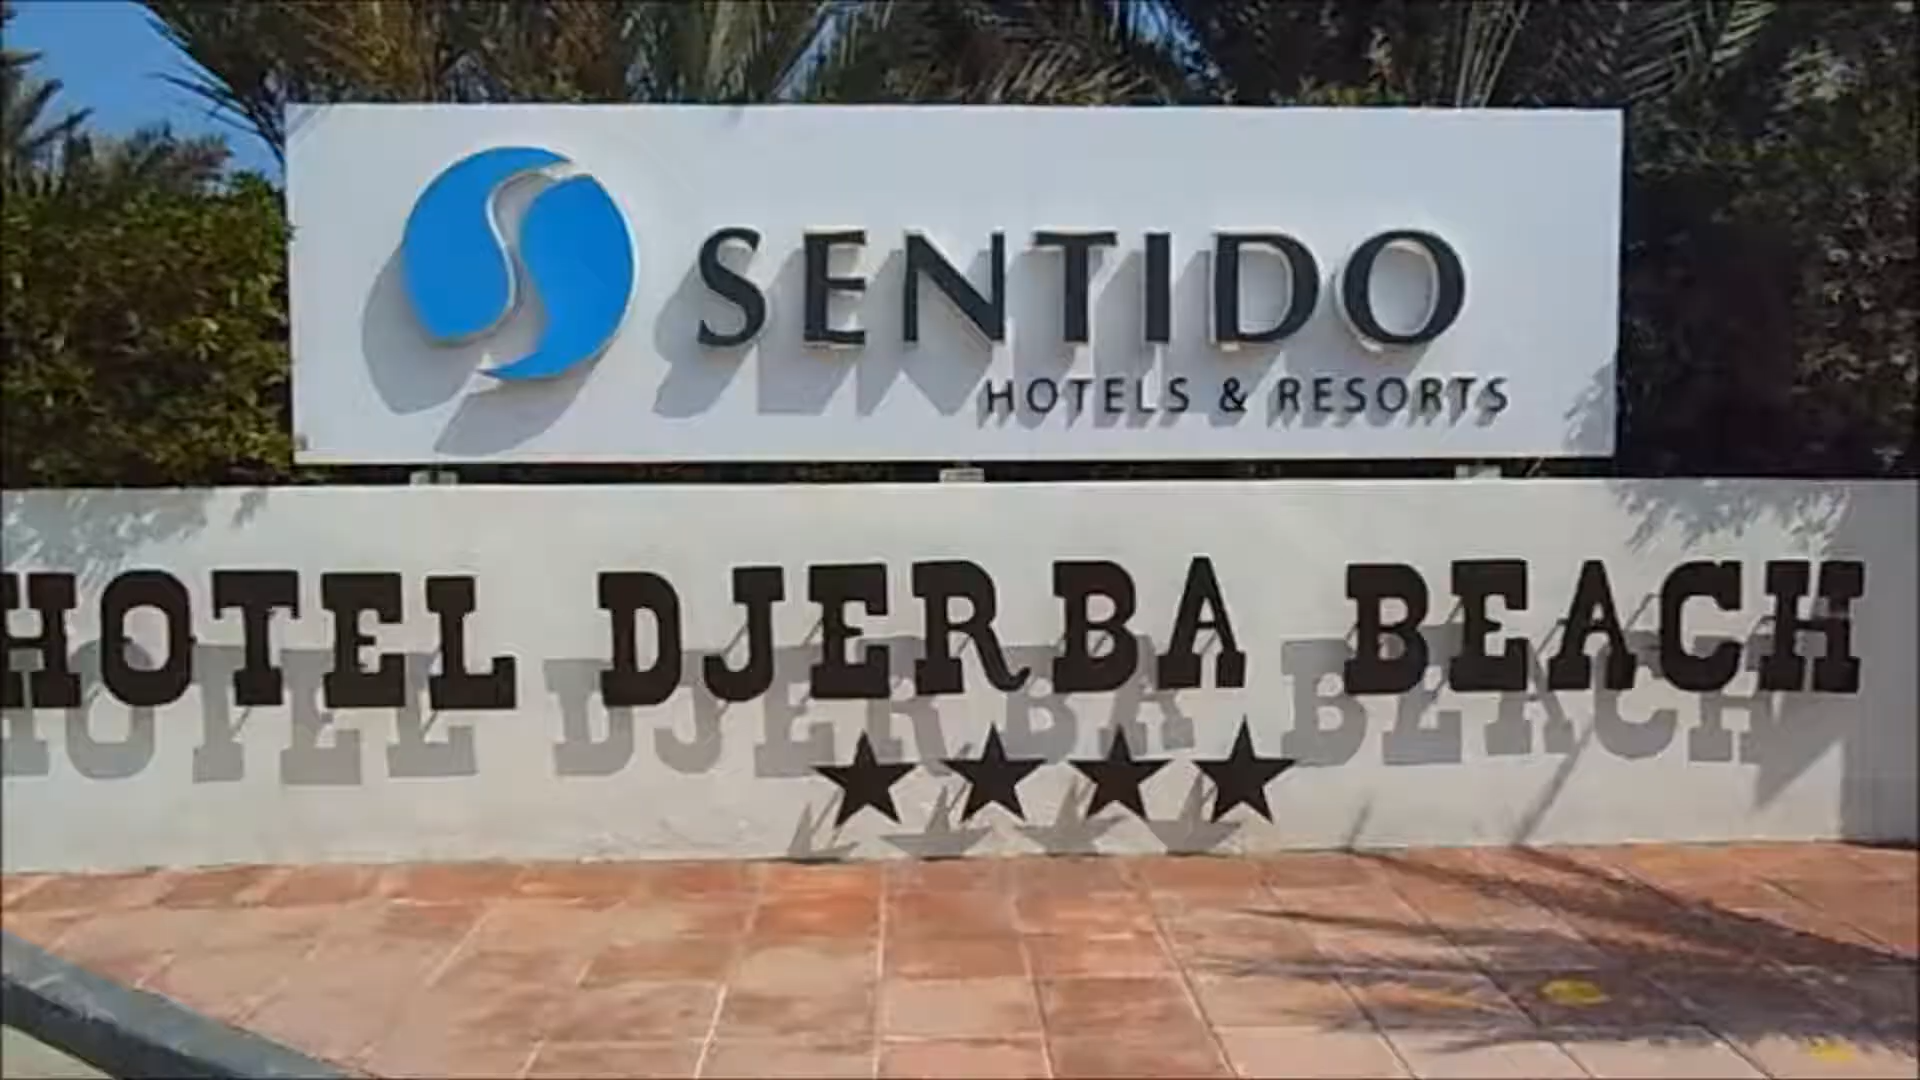 SENTIDO
HOTELS & RESORTS
HOTEL DJERBA BEACH
★★★★